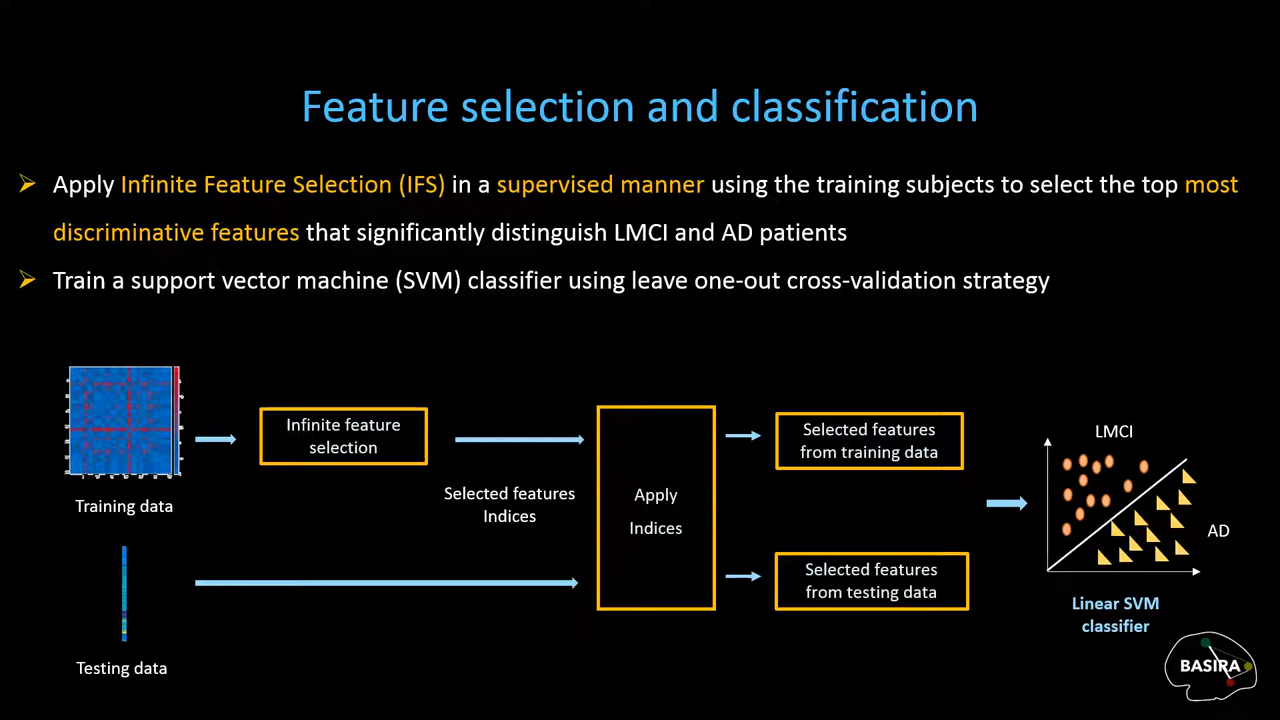 Feature selection and classification
Apply Infinite Feature Selection (IFS) in a supervised manner using the training subjects to select the top most
discriminative features that significantly distinguish LMCI and AD patients
Train a support vector machine (SVM) classifier using leave one-out cross-validation strategy
Training data
Infinite feature
selection
Selected features
Indices
Apply
Indices
Selected features
from training data
Testing data
Selected features
from testing data
LMCI
AD
Linear SVM
classifier
BASIRA